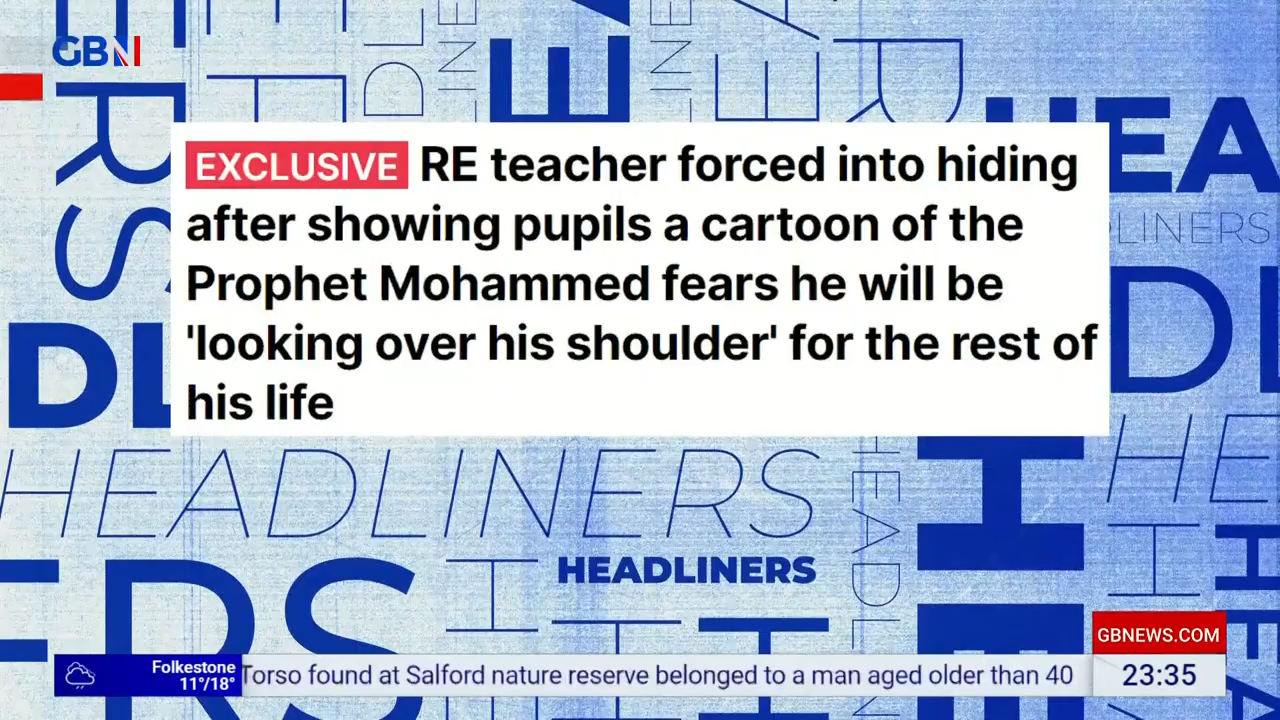 GBN
EXCLUSIVE RE teacher forced into hiding
after showing pupils a cartoon of the
Prophet Mohammed fears he will be
'looking over his shoulder' for the rest of
his life
HEADLINERS
HEADLINERS
GBNEWS.COM
Folkestone
11°/18°
Torso found at Salford nature reserve belonged to a man aged older than 40
23:35